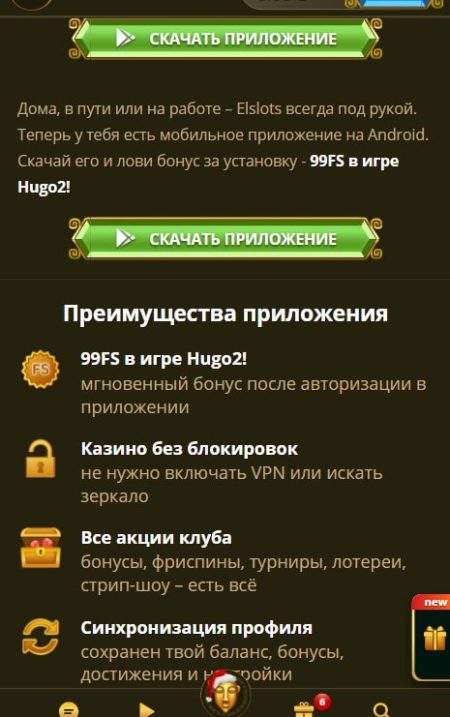 СКАЧАТЬ ПРИЛОЖЕНИЕ
Дома, в пути или на работе – Elslots всегда под рукой.
Теперь у тебя есть мобильное приложение на Android.
Скачай его и лови бонус за установку - 99FS в игре
Hugo2!
СКАЧАТЬ ПРИЛОЖЕНИЕ
Преимущества приложения
FS
99FS в игре Hugo2!
мгновенный бонус после авторизации в
приложении
Казино без блокировок
не нужно включать VPN или искать
зеркало
Все акции клуба
бонусы, фриспины, турниры, лотереи,
стрип-шоу – есть всё
new
Синхронизация профиля
сохранен твой баланс, бонусы,
достижения и настройки
6